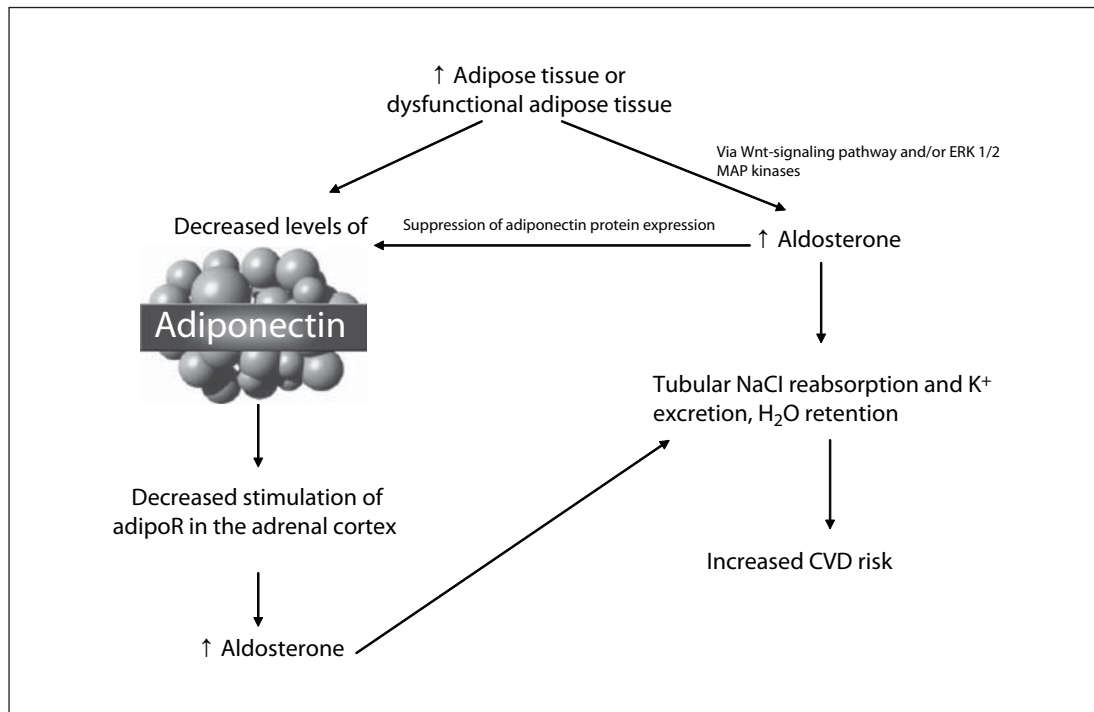 ↑ Adipose tissue or
dysfunctional adipose tissue
Via Wnt-signaling pathway and/or ERK 1/2
MAP kinases
Decreased levels of
Suppression of adiponectin protein expression
↑ Aldosterone
Adiponectin
Tubular NaCl reabsorption and K⁺
excretion, H₂O retention
Decreased stimulation of
adipoR in the adrenal cortex
Increased CVD risk
↑ Aldosterone